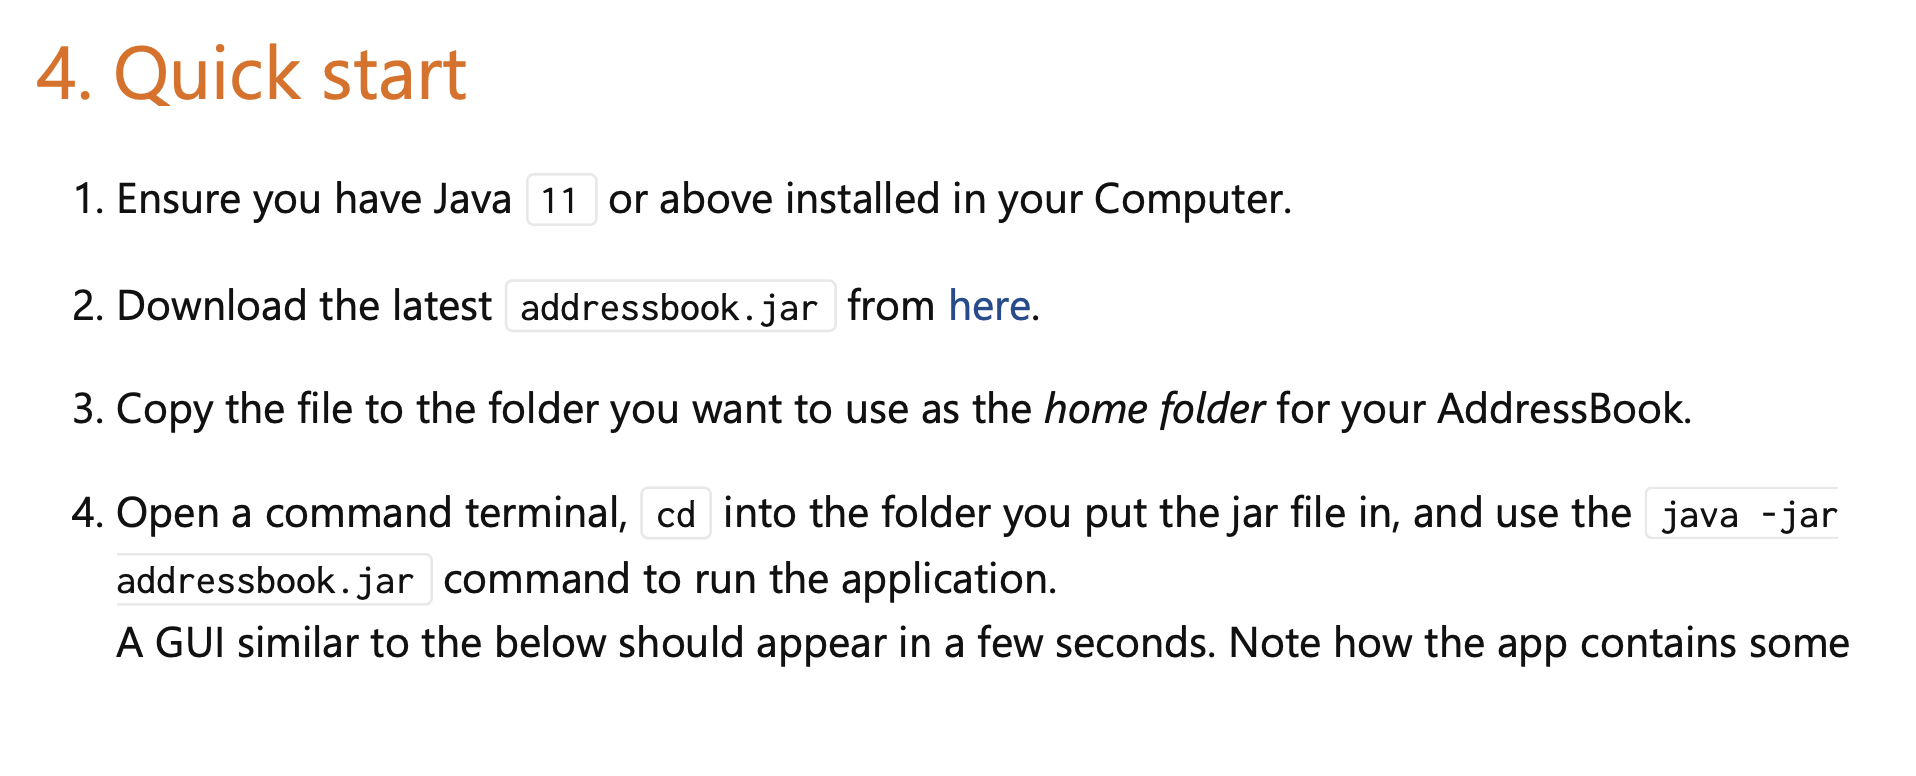 4. Quick start
1. Ensure you have Java 11 or above installed in your Computer.
2. Download the latest addressbook.jar from here.
3. Copy the file to the folder you want to use as the home folder for your AddressBook.
4. Open a command terminal, cd into the folder you put the jar file in, and use the java -jar
addressbook.jar command to run the application.
A GUI similar to the below should appear in a few seconds. Note how the app contains some